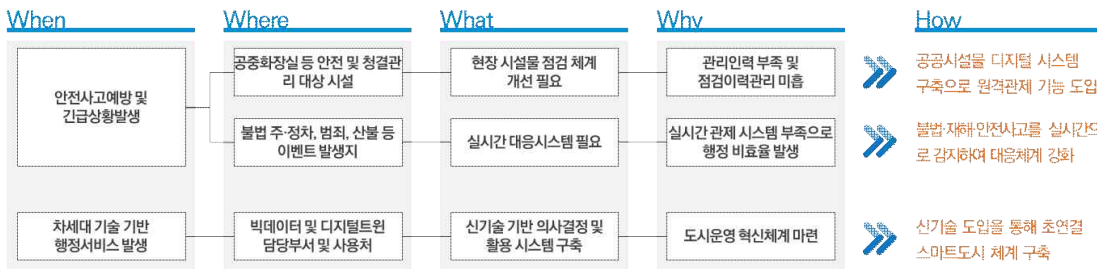 When
Where
What
Why
How
안전사고예방 및
긴급상황발생
공중화장실 등 안전 및 청결관
리 대상 시설
현장 시설물 점검 체계
개선 필요
관리인력 부족 및
점검이력관리 미흡
공공시설물 디지털 시스템
구축으로 원격관제 기능 도입
불법 주·정차, 범죄, 산불 등
이벤트 발생지
실시간 대응시스템 필요
실시간 관제 시스템 부족으로
행정 비효율 발생
불법·재해·안전사고를 실시간으
로 감지하여 대응체계 강화
차세대 기술 기반
행정서비스 발생
빅데이터 및 디지털트윈
담당부서 및 사용처
신기술 기반 의사결정 및
활용 시스템 구축
도시운영 혁신체계 마련
신기술 도입을 통해 초연결
스마트도시 체계 구축